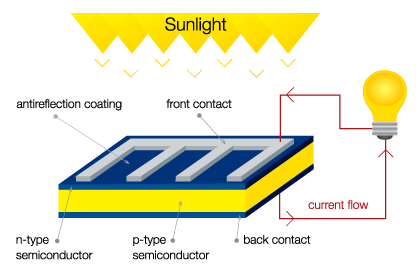 Sunlight
antireflection coating
front contact
current flow
n-type
semiconductor
p-type
semiconductor
back contact